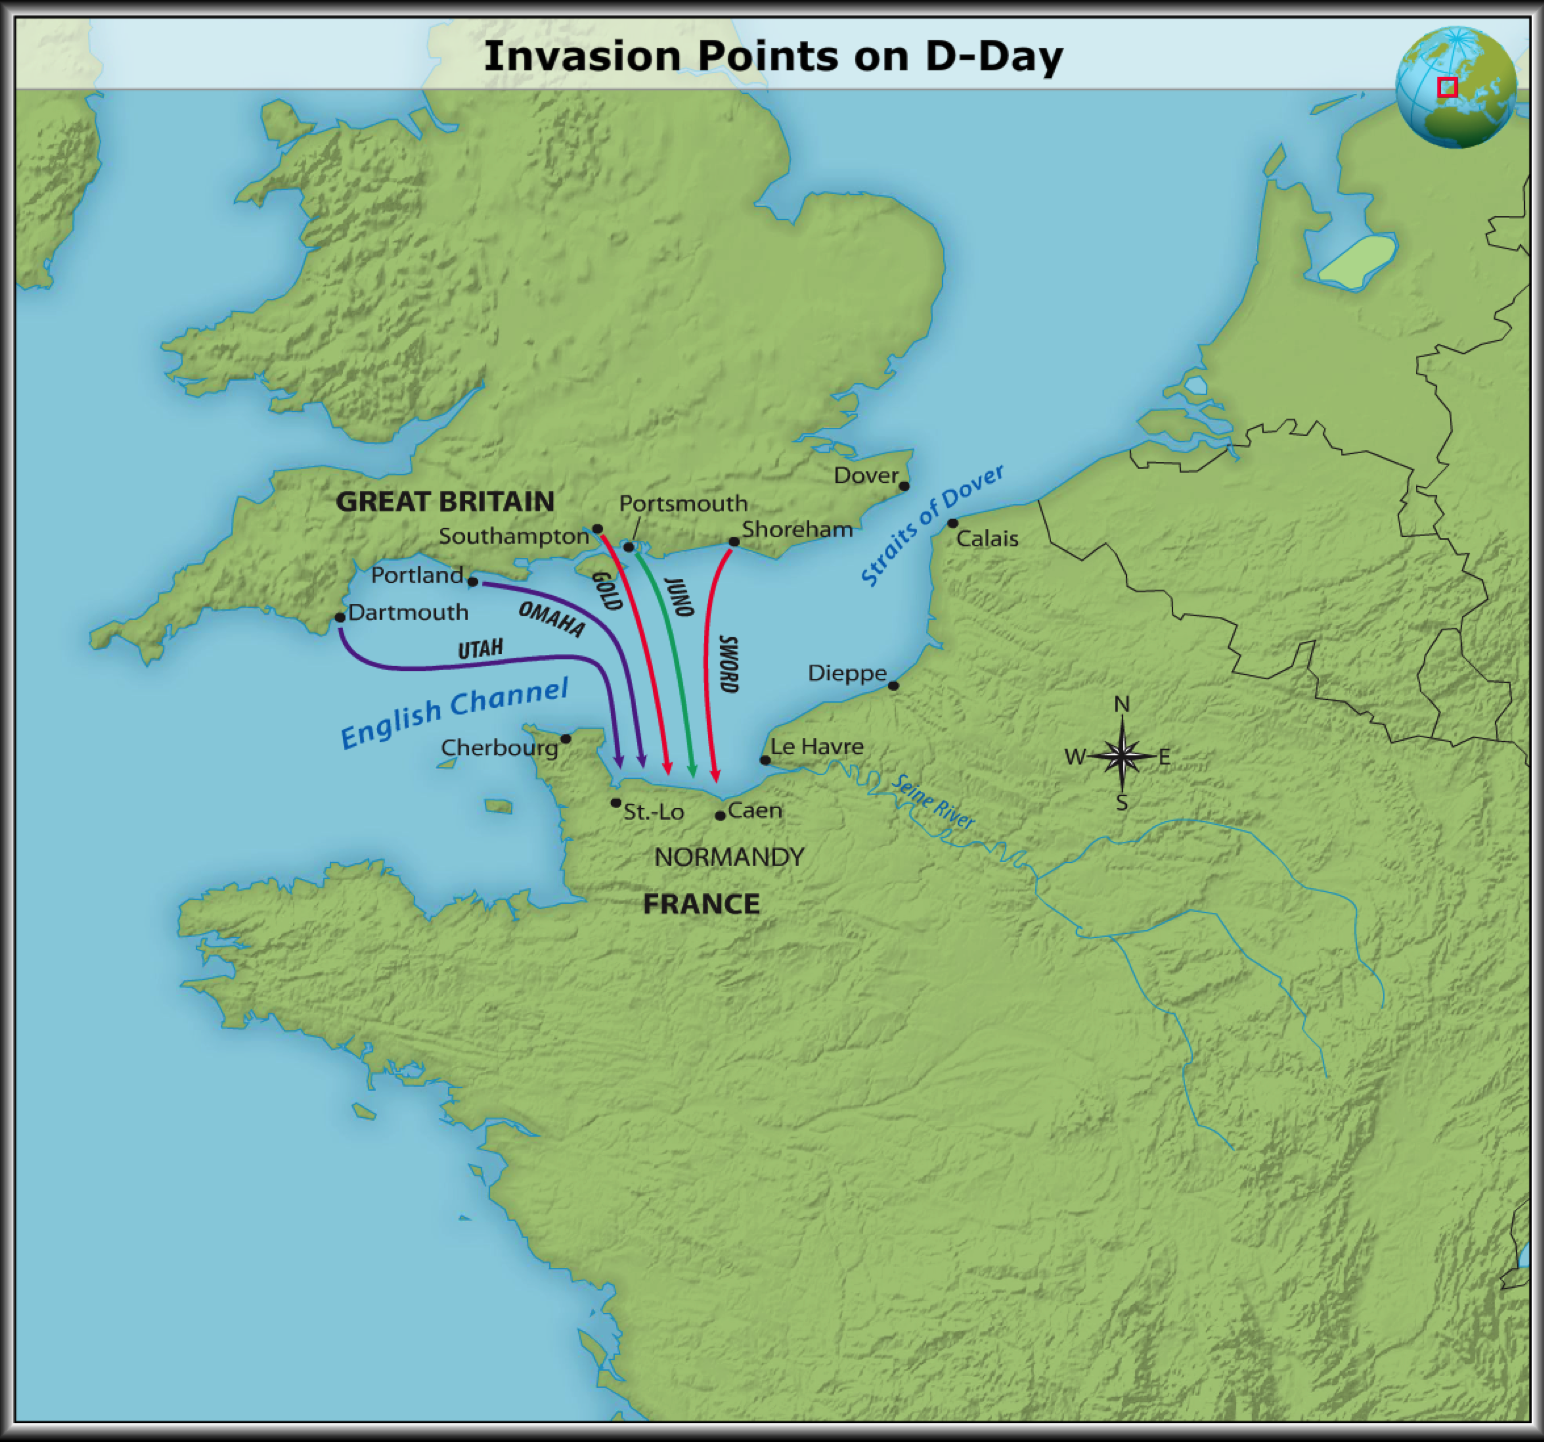 Invasion Points on D-Day
Dover
GREAT BRITAIN
Portsmouth
Straits of Dover
Southampton
Shoreham
Calais
Portland
GOLD
JUNO
Dartmouth
OMAHA
UTAH
SWORD
Dieppe
English Channel
N
Cherbourg
Le Havre
W
E
Seine River
S
St.-Lo
Caen
NORMANDY
FRANCE